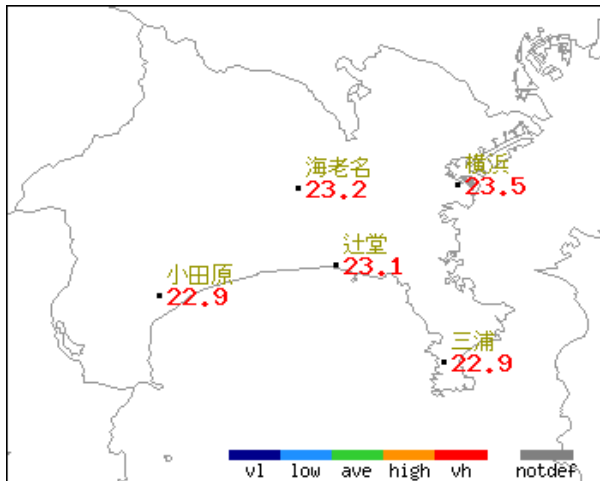 海老名
23.2
横浜
23.5
辻堂
23.1
小田原
22.9
三浦
22.9
vl low ave high vh notdef